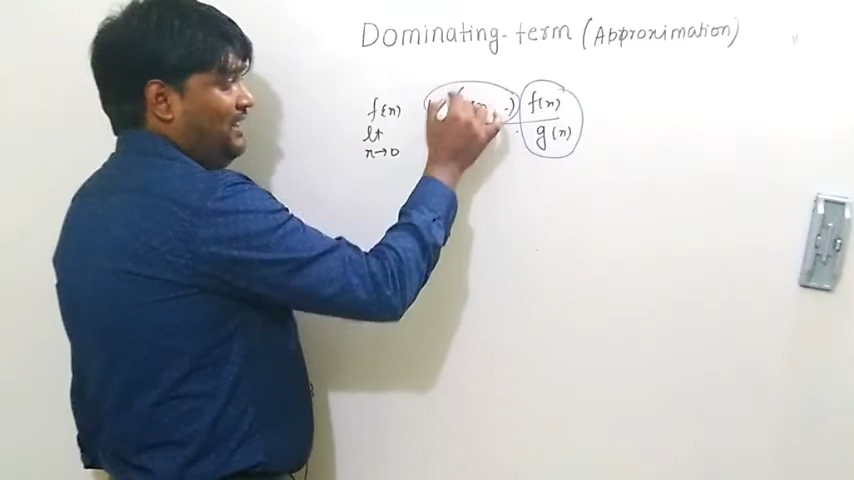 Dominating-term (Approximation)
f(n) f(n)
lt g(n)
n→0